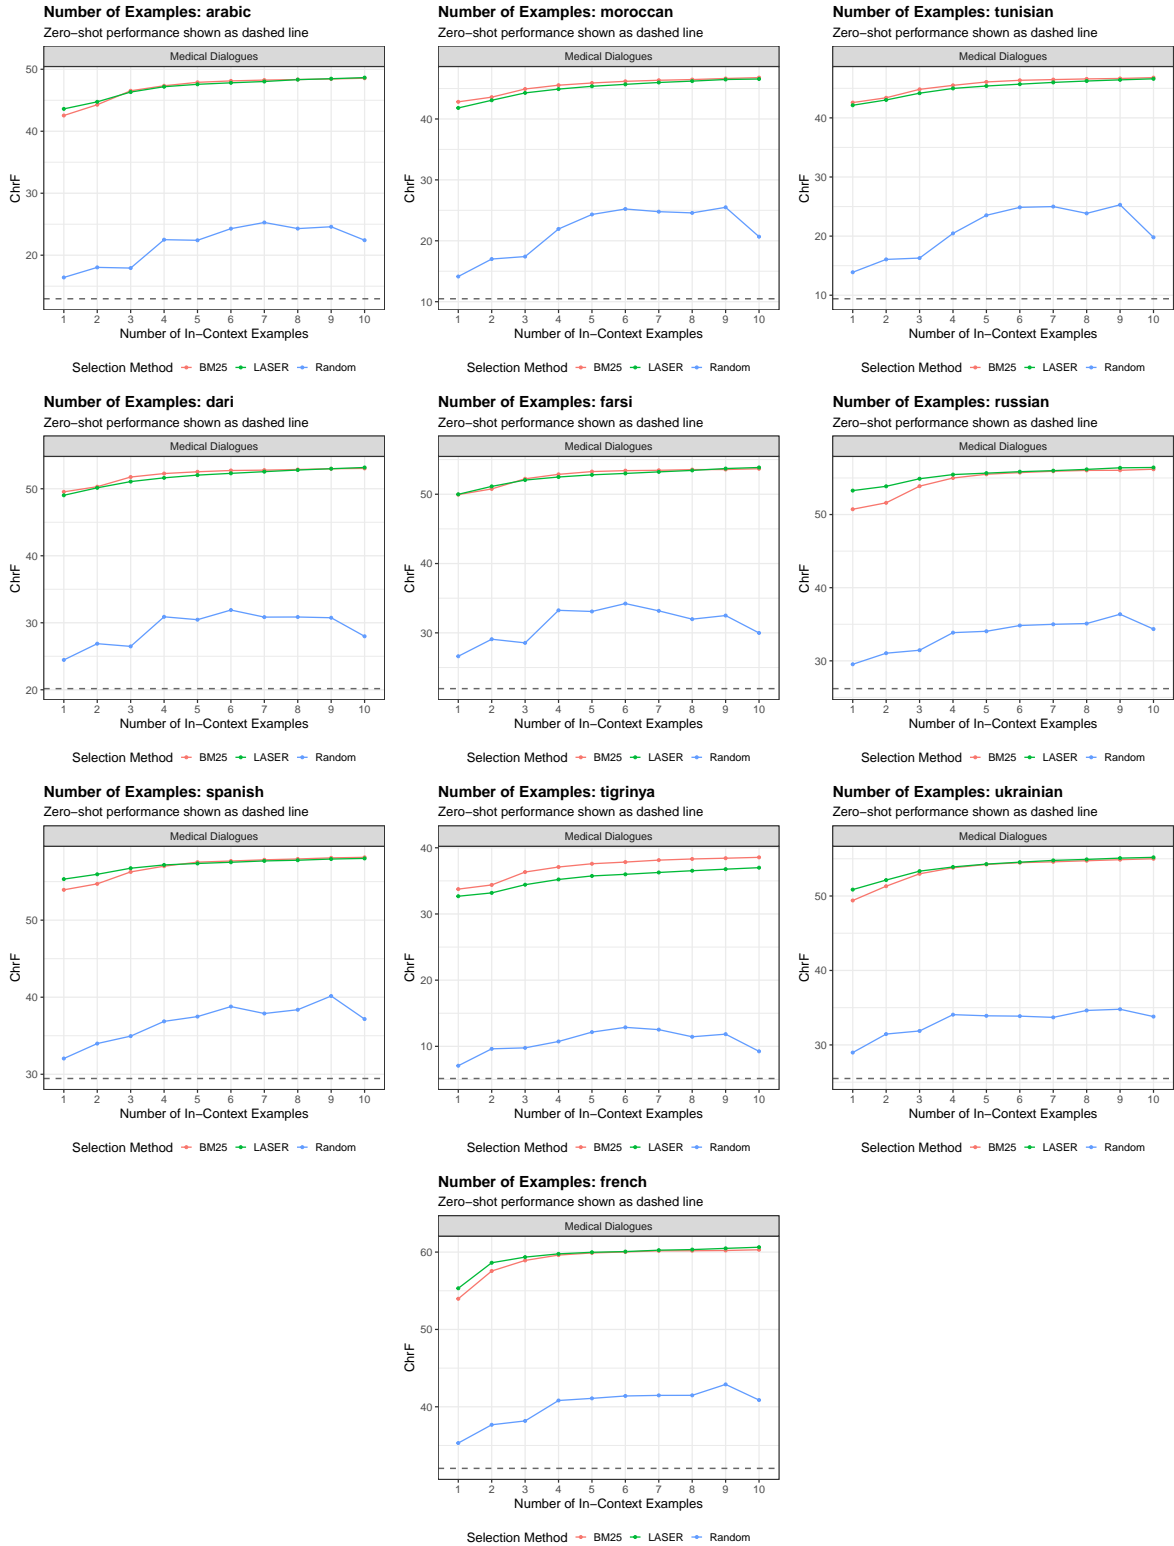 Number of Examples: arabic
Zero−shot performance shown as dashed line
Medical Dialogues
50
40
30
20
ChrF
1 2 3 4 5 6 7 8 9 10
Number of In−Context Examples
Selection Method BM25 LASER Random
Number of Examples: moroccan
Zero−shot performance shown as dashed line
Medical Dialogues
40
30
20
10
ChrF
1 2 3 4 5 6 7 8 9 10
Number of In−Context Examples
Selection Method BM25 LASER Random
Number of Examples: tunisian
Zero−shot performance shown as dashed line
Medical Dialogues
40
30
20
10
ChrF
1 2 3 4 5 6 7 8 9 10
Number of In−Context Examples
Selection Method BM25 LASER Random
Number of Examples: dari
Zero−shot performance shown as dashed line
Medical Dialogues
50
40
30
20
ChrF
1 2 3 4 5 6 7 8 9 10
Number of In−Context Examples
Selection Method BM25 LASER Random
Number of Examples: farsi
Zero−shot performance shown as dashed line
Medical Dialogues
50
40
30
ChrF
1 2 3 4 5 6 7 8 9 10
Number of In−Context Examples
Selection Method BM25 LASER Random
Number of Examples: russian
Zero−shot performance shown as dashed line
Medical Dialogues
50
40
30
ChrF
1 2 3 4 5 6 7 8 9 10
Number of In−Context Examples
Selection Method BM25 LASER Random
Number of Examples: spanish
Zero−shot performance shown as dashed line
Medical Dialogues
50
40
30
ChrF
1 2 3 4 5 6 7 8 9 10
Number of In−Context Examples
Selection Method BM25 LASER Random
Number of Examples: tigrinya
Zero−shot performance shown as dashed line
Medical Dialogues
40
30
20
10
ChrF
1 2 3 4 5 6 7 8 9 10
Number of In−Context Examples
Selection Method BM25 LASER Random
Number of Examples: ukrainian
Zero−shot performance shown as dashed line
Medical Dialogues
50
40
30
ChrF
1 2 3 4 5 6 7 8 9 10
Number of In−Context Examples
Selection Method BM25 LASER Random
Number of Examples: french
Zero−shot performance shown as dashed line
Medical Dialogues
60
50
40
ChrF
1 2 3 4 5 6 7 8 9 10
Number of In−Context Examples
Selection Method BM25 LASER Random